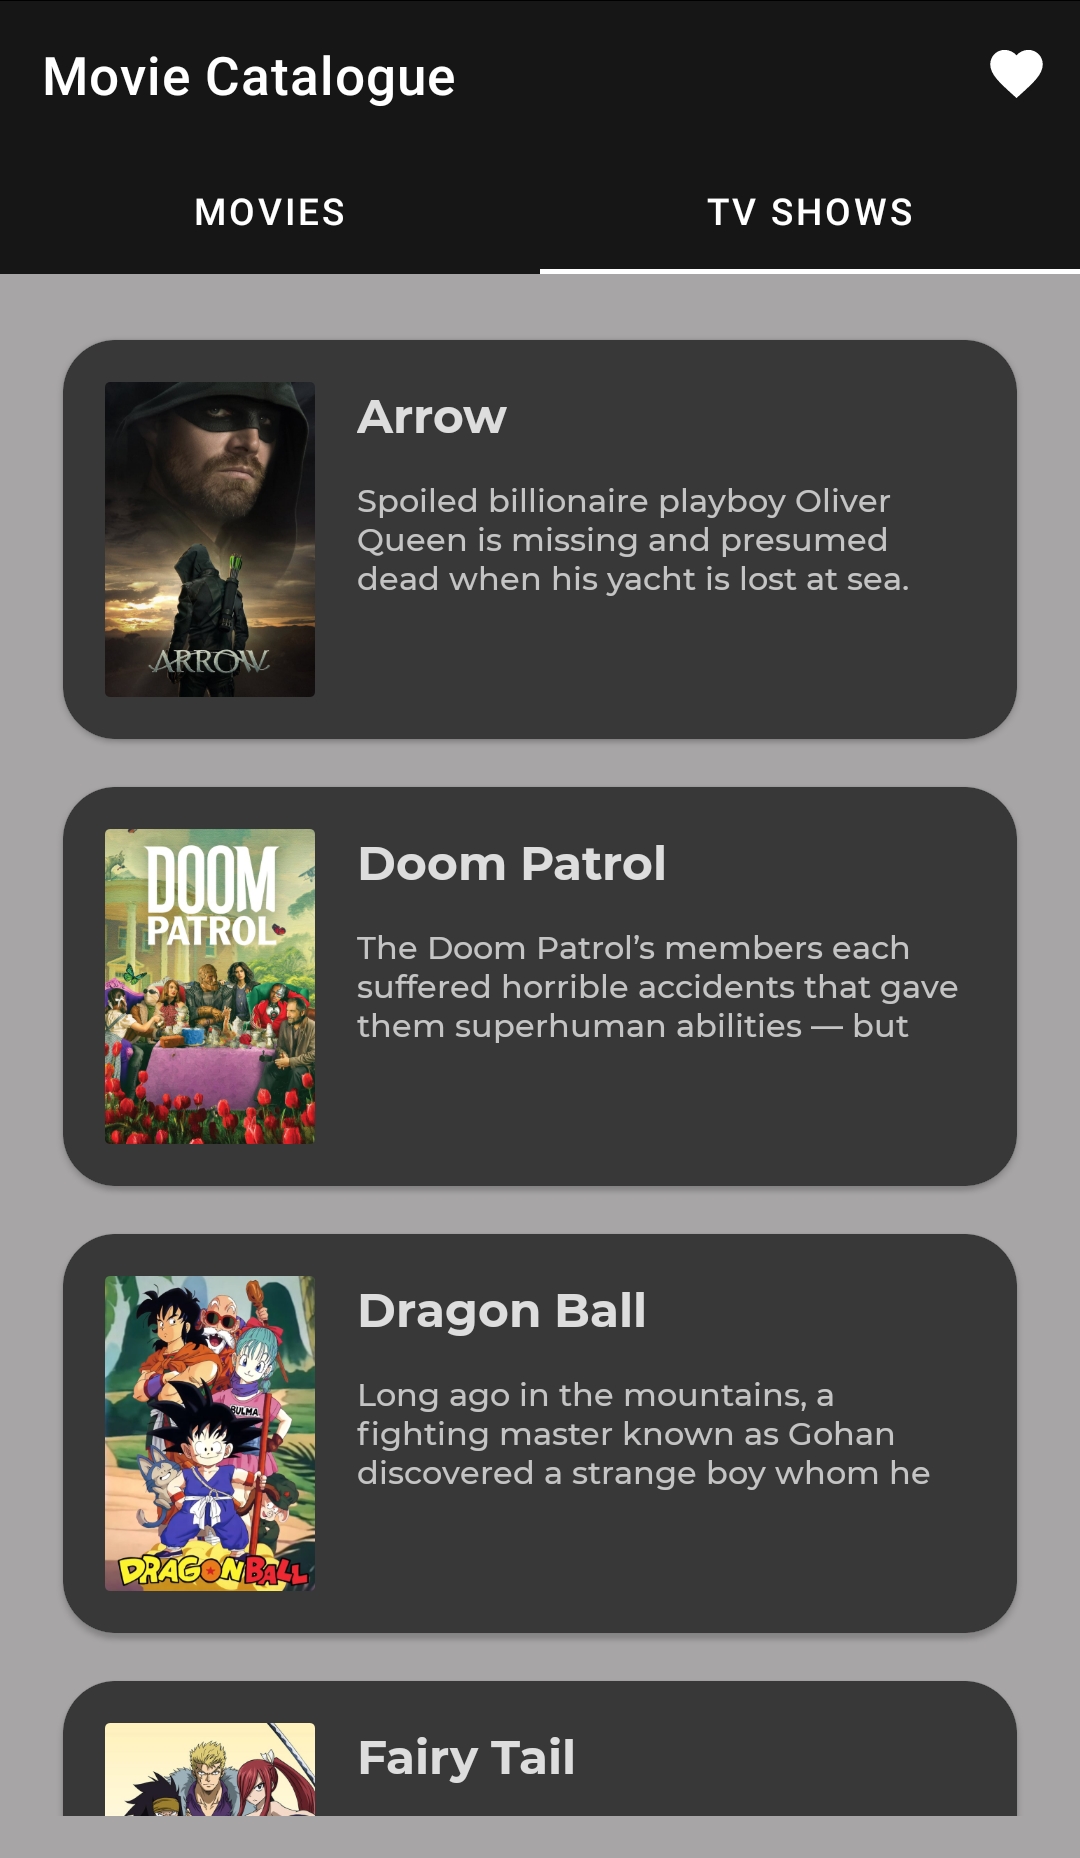 Movie Catalogue
MOVIES
TV SHOWS
Arrow
Spoiled billionaire playboy Oliver
Queen is missing and presumed
dead when his yacht is lost at sea.
ARROW
DOOM
PATROL
Doom Patrol
The Doom Patrol’s members each
suffered horrible accidents that gave
them superhuman abilities — but
BULMA
DRAGONBALL
Dragon Ball
Long ago in the mountains, a
fighting master known as Gohan
discovered a strange boy whom he
Fairy Tail